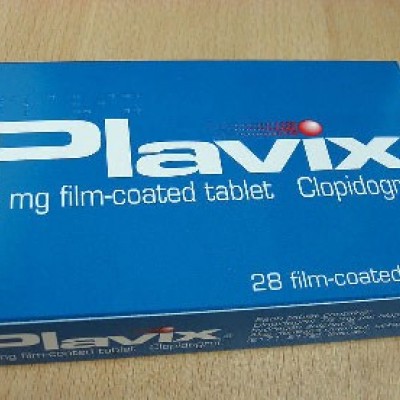 Plavix
mg film-coated tablet Clopidogr
28 film-coated
Plavix
mg film-coated tablet Clopidogrel